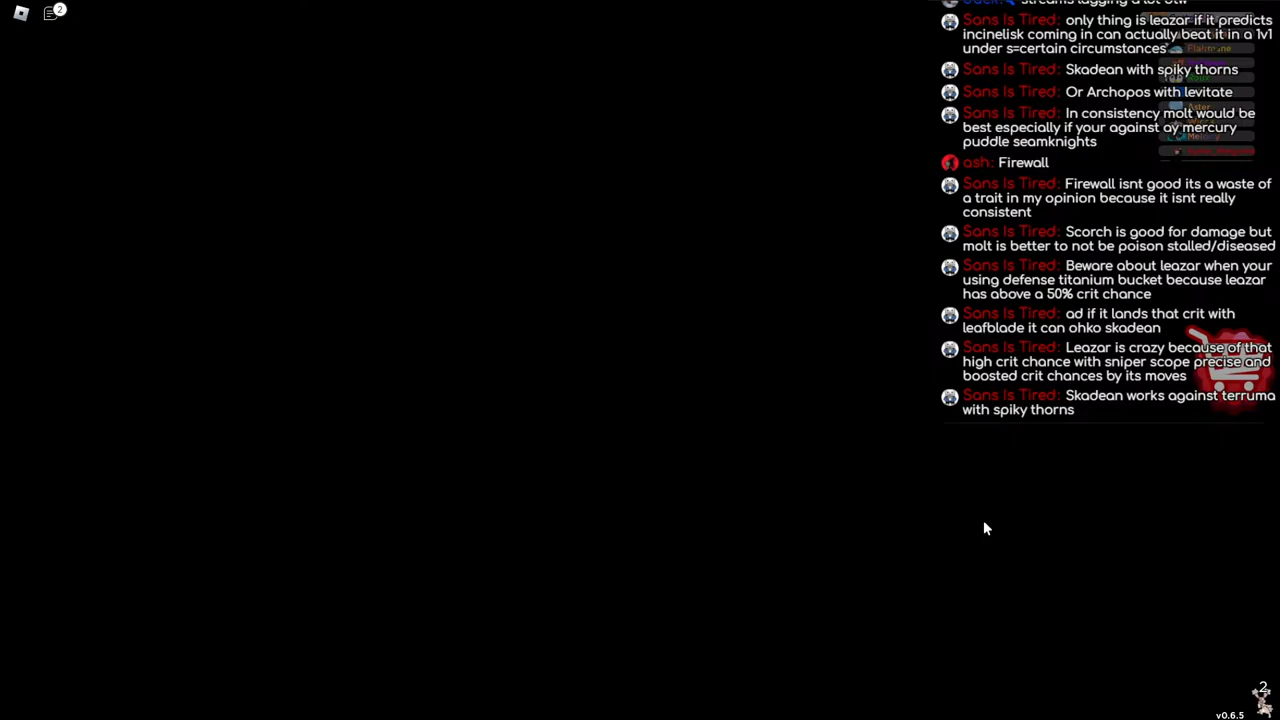 2
streams lagging a lot btw
Sans Is Tired: only thing is leazar if it predicts
incinelisk coming in can actually beat it in a 1v1
under s=certain circumstances
Sans Is Tired: Skadean with spiky thorns
Sans Is Tired: Or Archopos with levitate
Sans Is Tired: In consistency molt would be
best especially if your against ay mercury
puddle seamknights
ash: Firewall
Sans Is Tired: Firewall isnt good its a waste of
a trait in my opinion because it isnt really
consistent
Sans Is Tired: Scorch is good for damage but
molt is better to not be poison stalled/diseased
Sans Is Tired: Beware about leazar when your
using defense titanium bucket because leazar
has above a 50% crit chance
Sans Is Tired: ad if it lands that crit with
leafblade it can ohko skadean
Sans Is Tired: Leazar is crazy because of that
high crit chance with sniper scope precise and
boosted crit chances by its moves
Sans Is Tired: Skadean works against terruma
with spiky thorns
Roux
Aster
2
v0.6.5